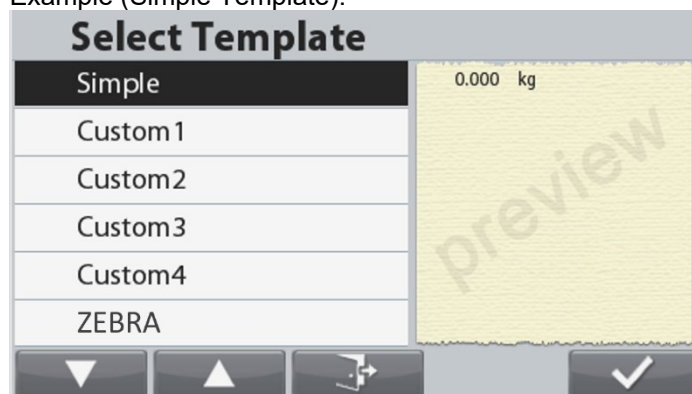 Example (Simple Template):
Select Template
Simple
0.000 kg
Custom1
Custom2
Custom3
Custom4
ZEBRA
preview